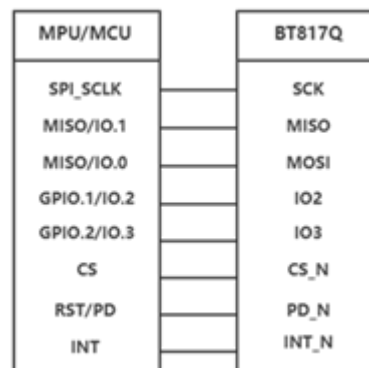 MPU/MCU BT817Q
SPI_SCLK SCK
MISO/IO.1 MISO
MISO/IO.0 MOSI
GPIO.1/IO.2 IO2
GPIO.2/IO.3 IO3
CS CS_N
RST/PD PD_N
INT INT_N